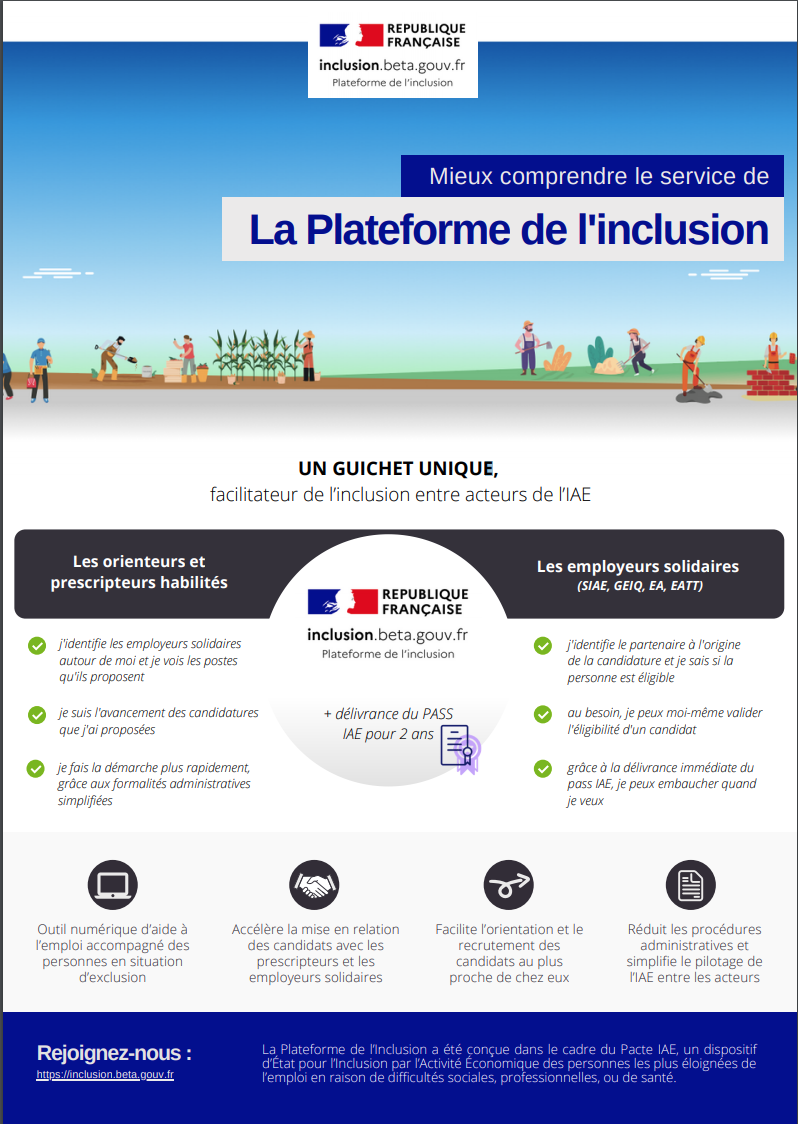 REPUBLIQUE
FRANÇAISE
inclusion.beta.gouv.fr
Plateforme de l'inclusion
Mieux comprendre le service de
La Plateforme de l'inclusion
UN GUICHET UNIQUE,
facilitateur de l'inclusion entre acteurs de l'IAE
Les orienteurs et
prescripteurs habilités
j'identifie les employeurs solidaires
autour de moi et je vois les postes
qu'ils proposent
je suis l'avancement des candidatures
que j'ai proposées
je fais la démarche plus rapidement,
grâce aux formalités administratives
simplifiées
REPUBLIQUE
FRANÇAISE
inclusion.beta.gouv.fr
Plateforme de l'inclusion
+ délivrance du PASS
IAE pour 2 ans
Les employeurs solidaires
(SIAE, GEIQ, EA, EATT)
j'identifie le partenaire à l'origine
de la candidature et je sais si la
personne est éligible
au besoin, je peux moi-même valider
l'éligibilité d'un candidat
grâce à la délivrance immédiate du
pass IAE, je peux embaucher quand
je veux
Outil numérique d'aide à
l'emploi accompagné des
personnes en situation
d'exclusion
Accélère la mise en relation
des candidats avec les
prescripteurs et les
employeurs solidaires
Facilite l'orientation et le
recrutement des
candidats au plus
proche de chez eux
Réduit les procédures
administratives et
simplifie le pilotage de
l'IAE entre les acteurs
Rejoignez-nous :
https://inclusion.beta.gouv.fr
La Plateforme de l'Inclusion a été conçue dans le cadre du Pacte IAE, un dispositif
d'État pour l'Inclusion par l'Activité Économique des personnes les plus éloignées de
l'emploi en raison de difficultés sociales, professionnelles, ou de santé.